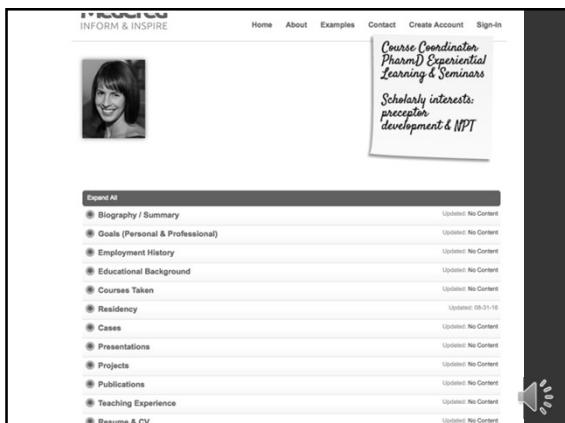 INFORM & INSPIRE
Home About Examples Contact Create Account Sign-In
Course Coordinator
PharmD Experiential
Learning & Seminars
Scholarly interests:
preceptor
development & NPT
Expand All
Biography / Summary Updated: No Content
Goals (Personal & Professional) Updated: No Content
Employment History Updated: No Content
Educational Background Updated: No Content
Courses Taken Updated: No Content
Residency Updated: 08-31-16
Cases Updated: No Content
Presentations Updated: No Content
Projects Updated: No Content
Publications Updated: No Content
Teaching Experience Updated: No Content
Resume & CV Updated: No Content